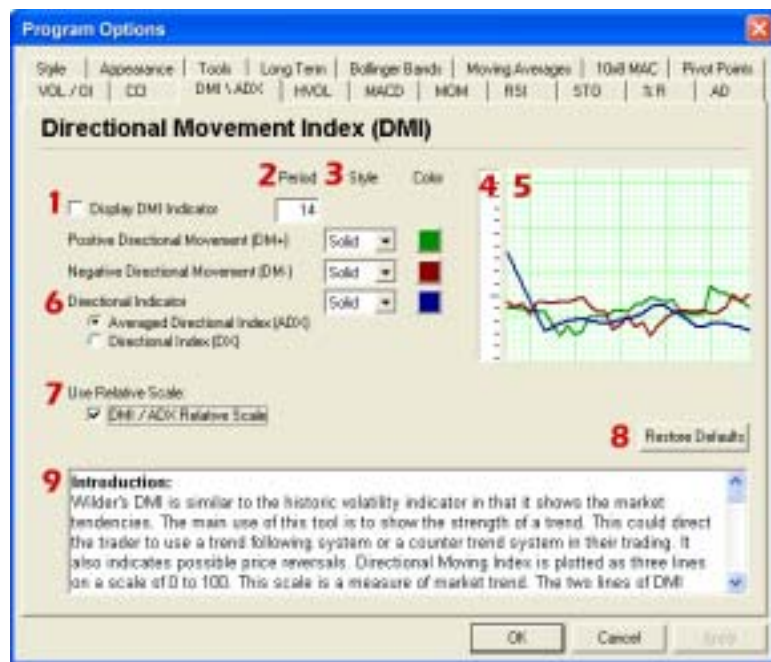 Program Options
Style Appearance Tools Long Term Bollinger Bands Moving Averages 10x8 MAC Pivot Points
VOL / OI CCI DMI \ ADX HVOL MACD MOM RSI STO % R AD
Directional Movement Index (DMI)
2 Period 3 Style Color 4 5
1 Display DMI Indicator 14
Positive Directional Movement (DM+) Solid
Negative Directional Movement (DM-) Solid
6 Directional Indicator Solid
Averaged Directional Index (ADX)
Directional Index (DX)
7 Use Relative Scale:
DMI / ADX Relative Scale
8 Restore Defaults
9 Introduction:
Wilder's DMI is similar to the historic volatility indicator in that it shows the market
tendencies. The main use of this tool is to show the strength of a trend. This could direct
the trader to use a trend following system or a counter trend system in their trading. It
also indicates possible price reversals. Directional Moving Index is plotted as three lines
on a scale of 0 to 100. This scale is a measure of market trend. The two lines of DMI
OK Cancel Apply